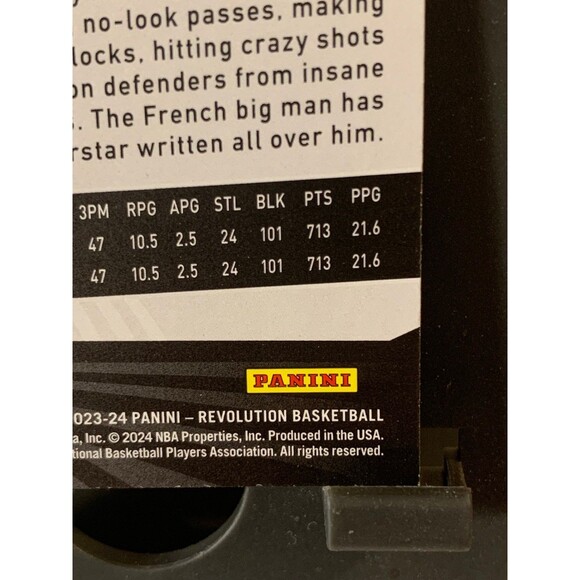 no-look passes, making
locks, hitting crazy shots
on defenders from insane
. The French big man has
rstar written all over him.
3PM RPG APG STL BLK PTS PPG
47 10.5 2.5 24 101 713 21.6
47 10.5 2.5 24 101 713 21.6
PANINI
023-24 PANINI – REVOLUTION BASKETBALL
a, Inc. © 2024 NBA Properties, Inc. Produced in the USA.
tional Basketball Players Association. All rights reserved.